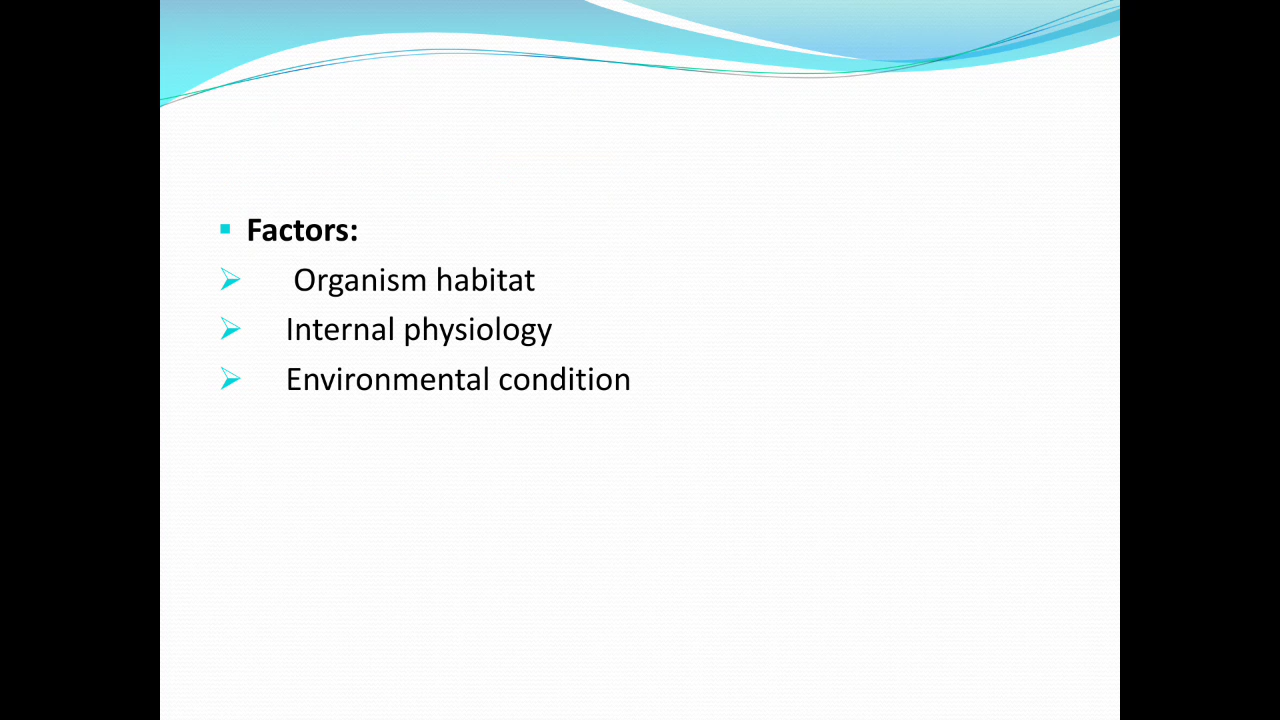 Factors:
Organism habitat
Internal physiology
Environmental condition